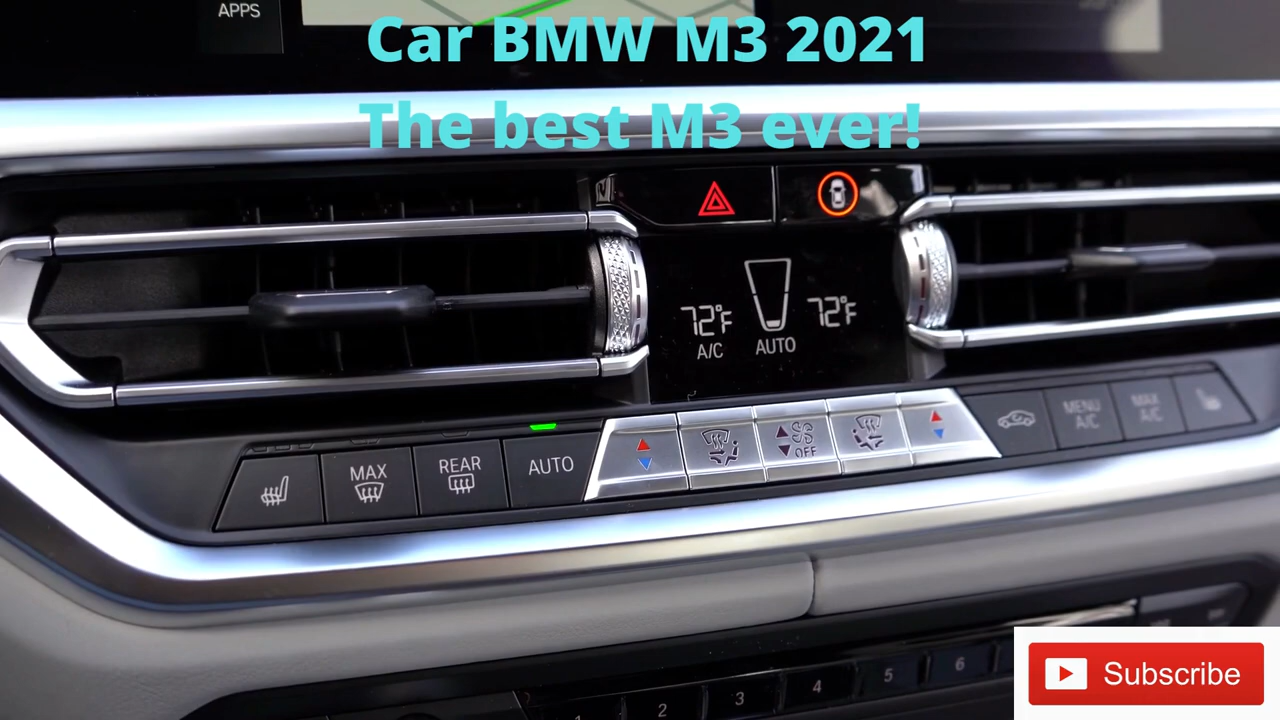 APPS
Car BMW M3 2021
The best M3 ever!
72°F
72°F
A/C
AUTO
MAX
REAR
AUTO
OFF
MENU
A/C
MAX
A/C
1 2 3 4 5 6
Subscribe